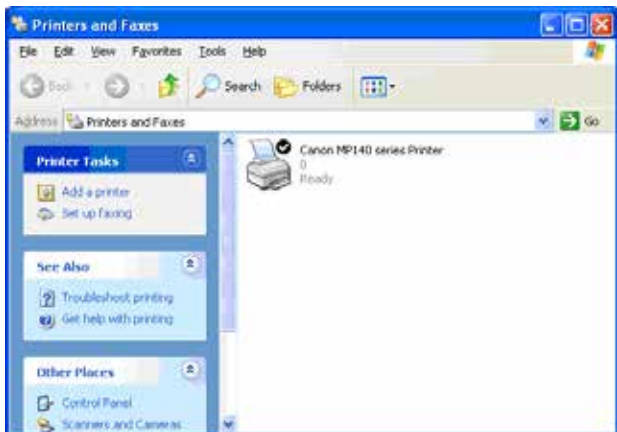 Printers and Faxes
File Edit View Favorites Tools Help
Back Search Folders
Address Printers and Faxes Go
Printer Tasks
Add a printer
Set up faxing
See Also
Troubleshoot printing
Get help with printing
Other Places
Control Panel
Scanners and Cameras
Canon MP140 series Printer
0
Ready